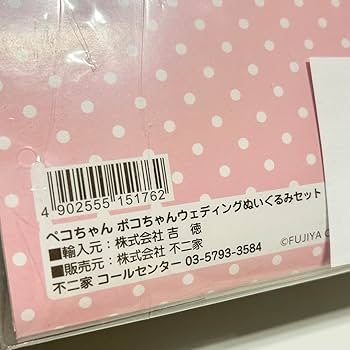 4 902555 151762
ペコちゃん ポコちゃんウェディングぬいぐるみセット
■輸入元：株式会社 吉 徳
■販売元：株式会社 不二家
不二家 コールセンター 03-5793-3584
©FUJIYA